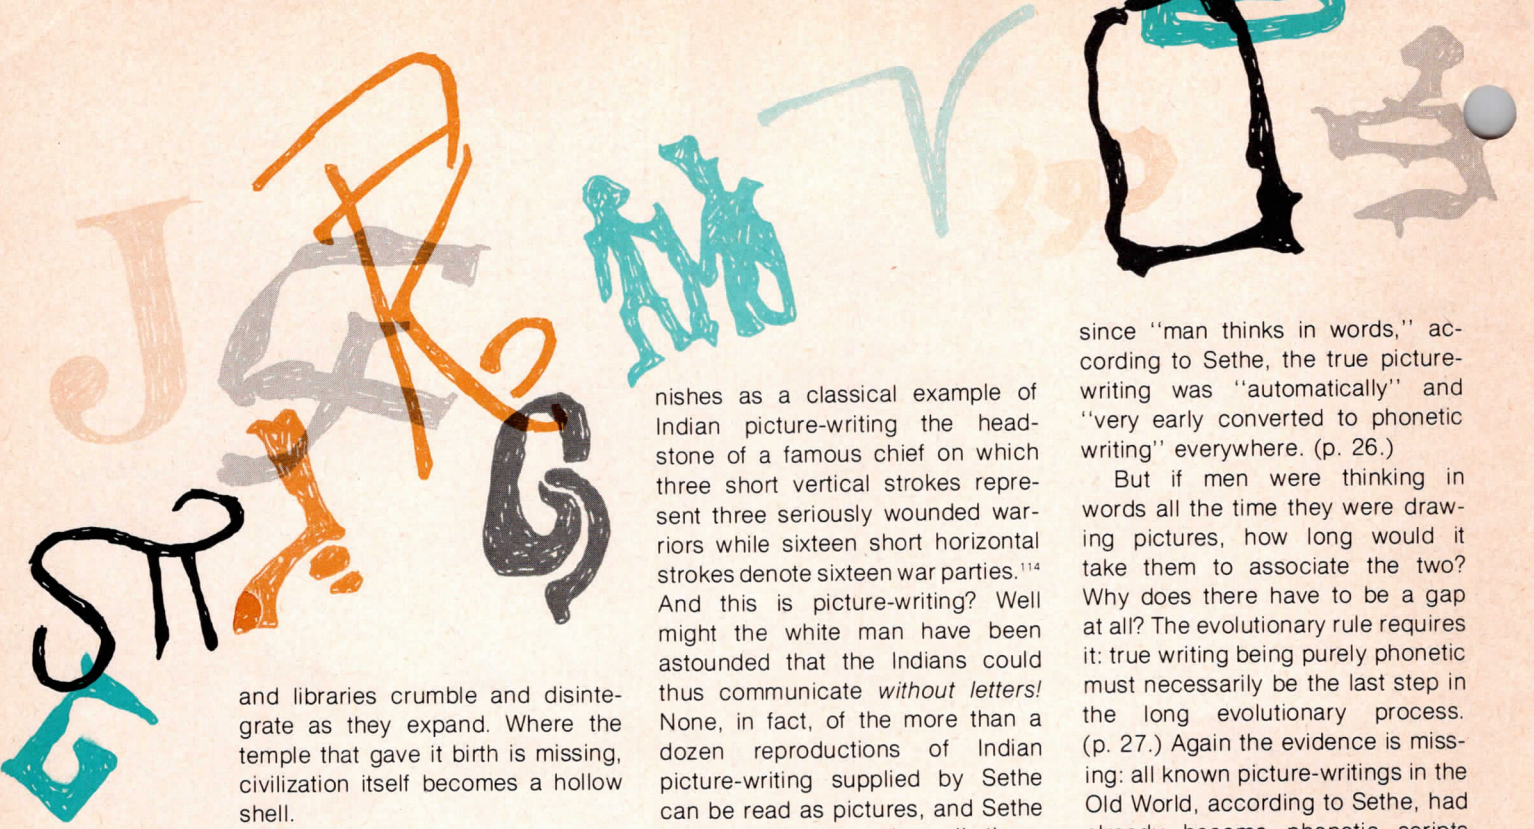 and libraries crumble and disinte-
grate as they expand. Where the
temple that gave it birth is missing,
civilization itself becomes a hollow
shell.
nishes as a classical example of
Indian picture-writing the head-
stone of a famous chief on which
three short vertical strokes repre-
sent three seriously wounded war-
riors while sixteen short horizontal
strokes denote sixteen war parties.¹¹⁴
And this is picture-writing? Well
might the white man have been
astounded that the Indians could
thus communicate without letters!
None, in fact, of the more than a
dozen reproductions of Indian
picture-writing supplied by Sethe
can be read as pictures, and Sethe
since “man thinks in words,” ac-
cording to Sethe, the true picture-
writing was “automatically” and
“very early converted to phonetic
writing” everywhere. (p. 26.)
But if men were thinking in
words all the time they were draw-
ing pictures, how long would it
take them to associate the two?
Why does there have to be a gap
at all? The evolutionary rule requires
it: true writing being purely phonetic
must necessarily be the last step in
the long evolutionary process.
(p. 27.) Again the evidence is miss-
ing: all known picture-writings in the
Old World, according to Sethe, had
already become phonetic scripts